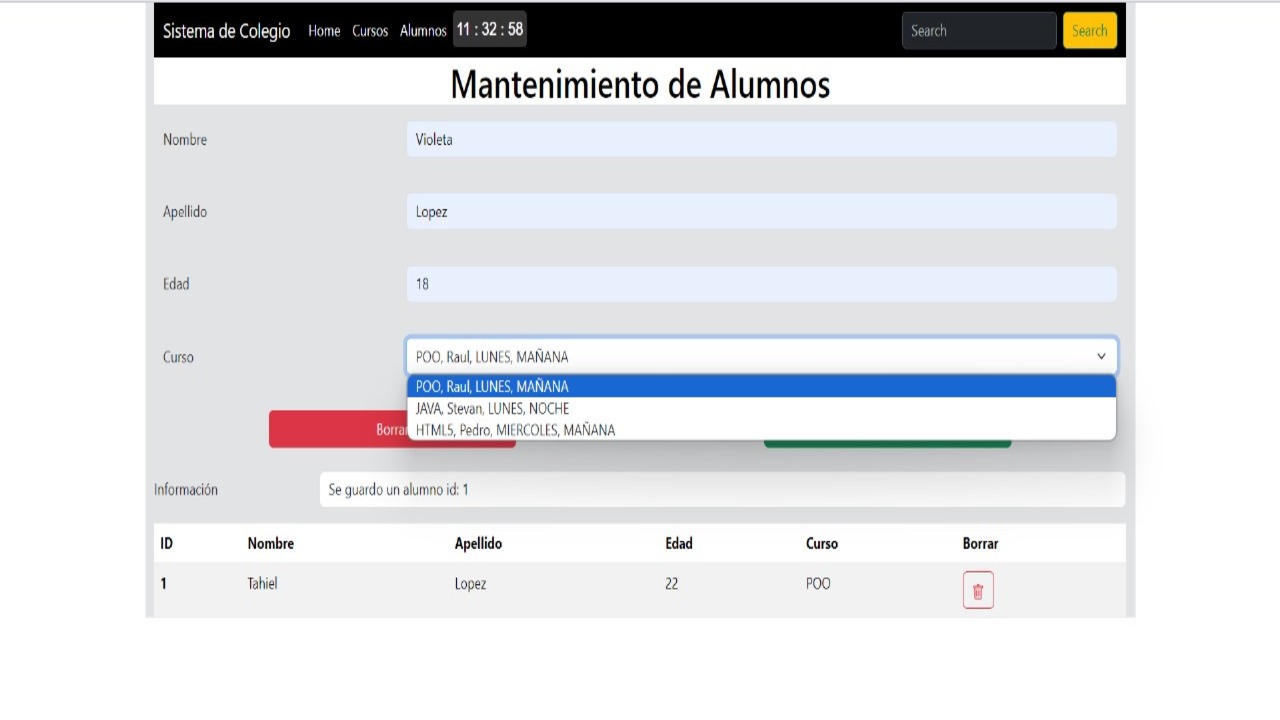 Sistema de Colegio Home Cursos Alumnos 11 : 32 : 58 Search Search
Mantenimiento de Alumnos
Nombre Violeta
Apellido Lopez
Edad 18
Curso POO, Raul, LUNES, MAÑANA
POO, Raul, LUNES, MAÑANA
JAVA, Stevan, LUNES, NOCHE
HTML5, Pedro, MIERCOLES, MAÑANA
Borrar
Información Se guardo un alumno id: 1
ID Nombre Apellido Edad Curso Borrar
1 Tahiel Lopez 22 POO